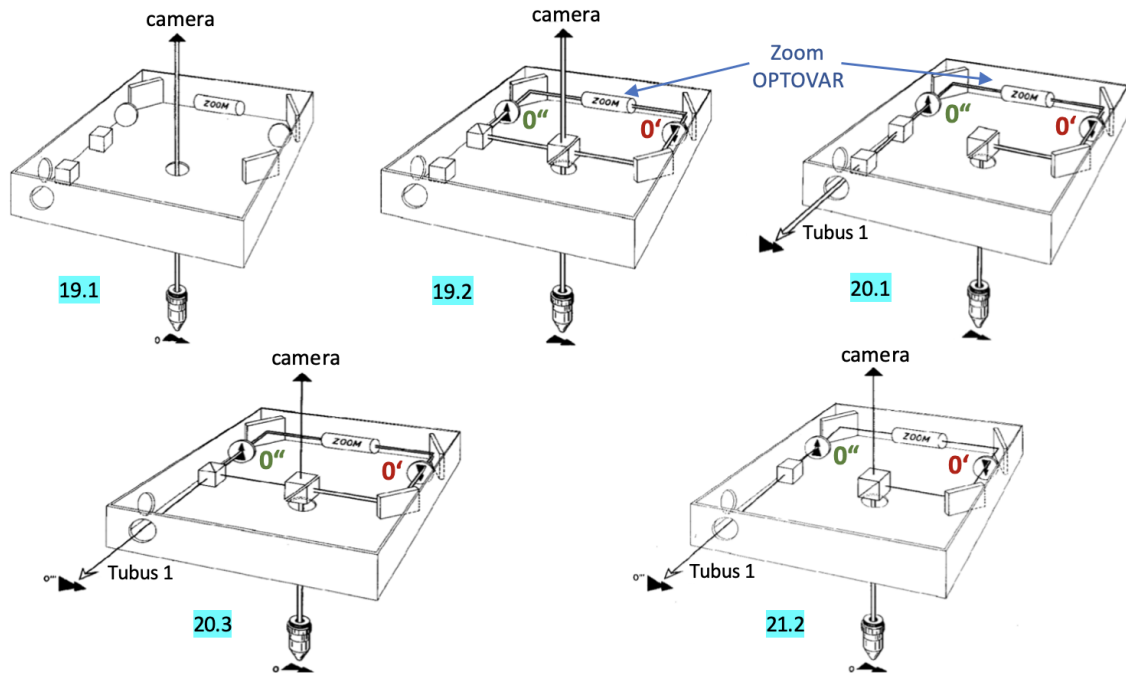 camera
camera
Zoom
OPTOVAR
ZOOM
ZOOM
ZOOM
0“
0‘
0“
0‘
Tubus 1
19.1
19.2
20.1
o
camera
camera
ZOOM
ZOOM
0“
0‘
0“
0‘
o'''
Tubus 1
o'''
Tubus 1
20.3
21.2
o
o